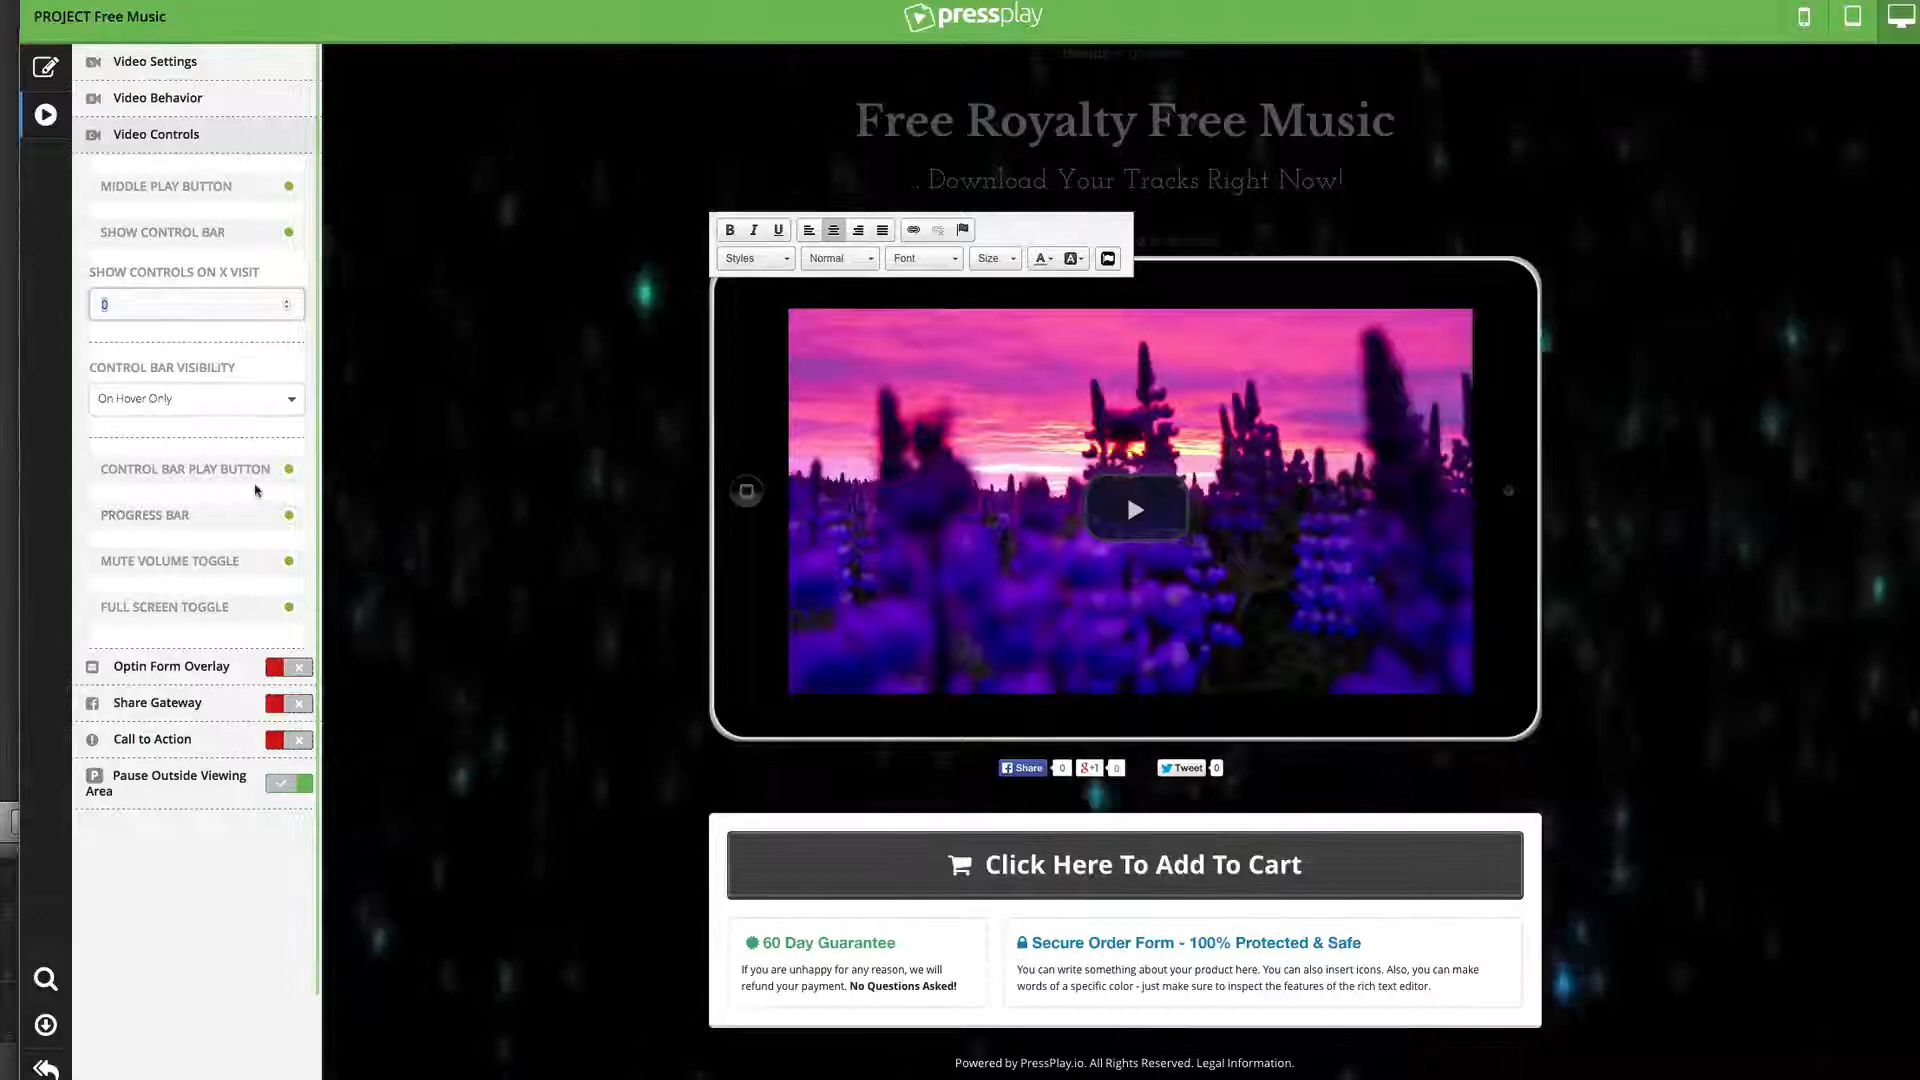 PROJECT Free Music
pressplay
Video Settings
Video Behavior
Video Controls
MIDDLE PLAY BUTTON
SHOW CONTROL BAR
SHOW CONTROLS ON X VISIT
0
CONTROL BAR VISIBILITY
On Hover Only
CONTROL BAR PLAY BUTTON
PROGRESS BAR
MUTE VOLUME TOGGLE
FULL SCREEN TOGGLE
Optin Form Overlay
Share Gateway
Call to Action
P Pause Outside Viewing
Area
Free Royalty Free Music
.. Download Your Tracks Right Now!
B I U
Styles Normal Font Size A A
Share 0 g+1 0 Tweet 0
Click Here To Add To Cart
60 Day Guarantee
If you are unhappy for any reason, we will
refund your payment. No Questions Asked!
Secure Order Form - 100% Protected & Safe
You can write something about your product here. You can also insert icons. Also, you can make
words of a specific color - just make sure to inspect the features of the rich text editor.
Powered by PressPlay.io. All Rights Reserved. Legal Information.